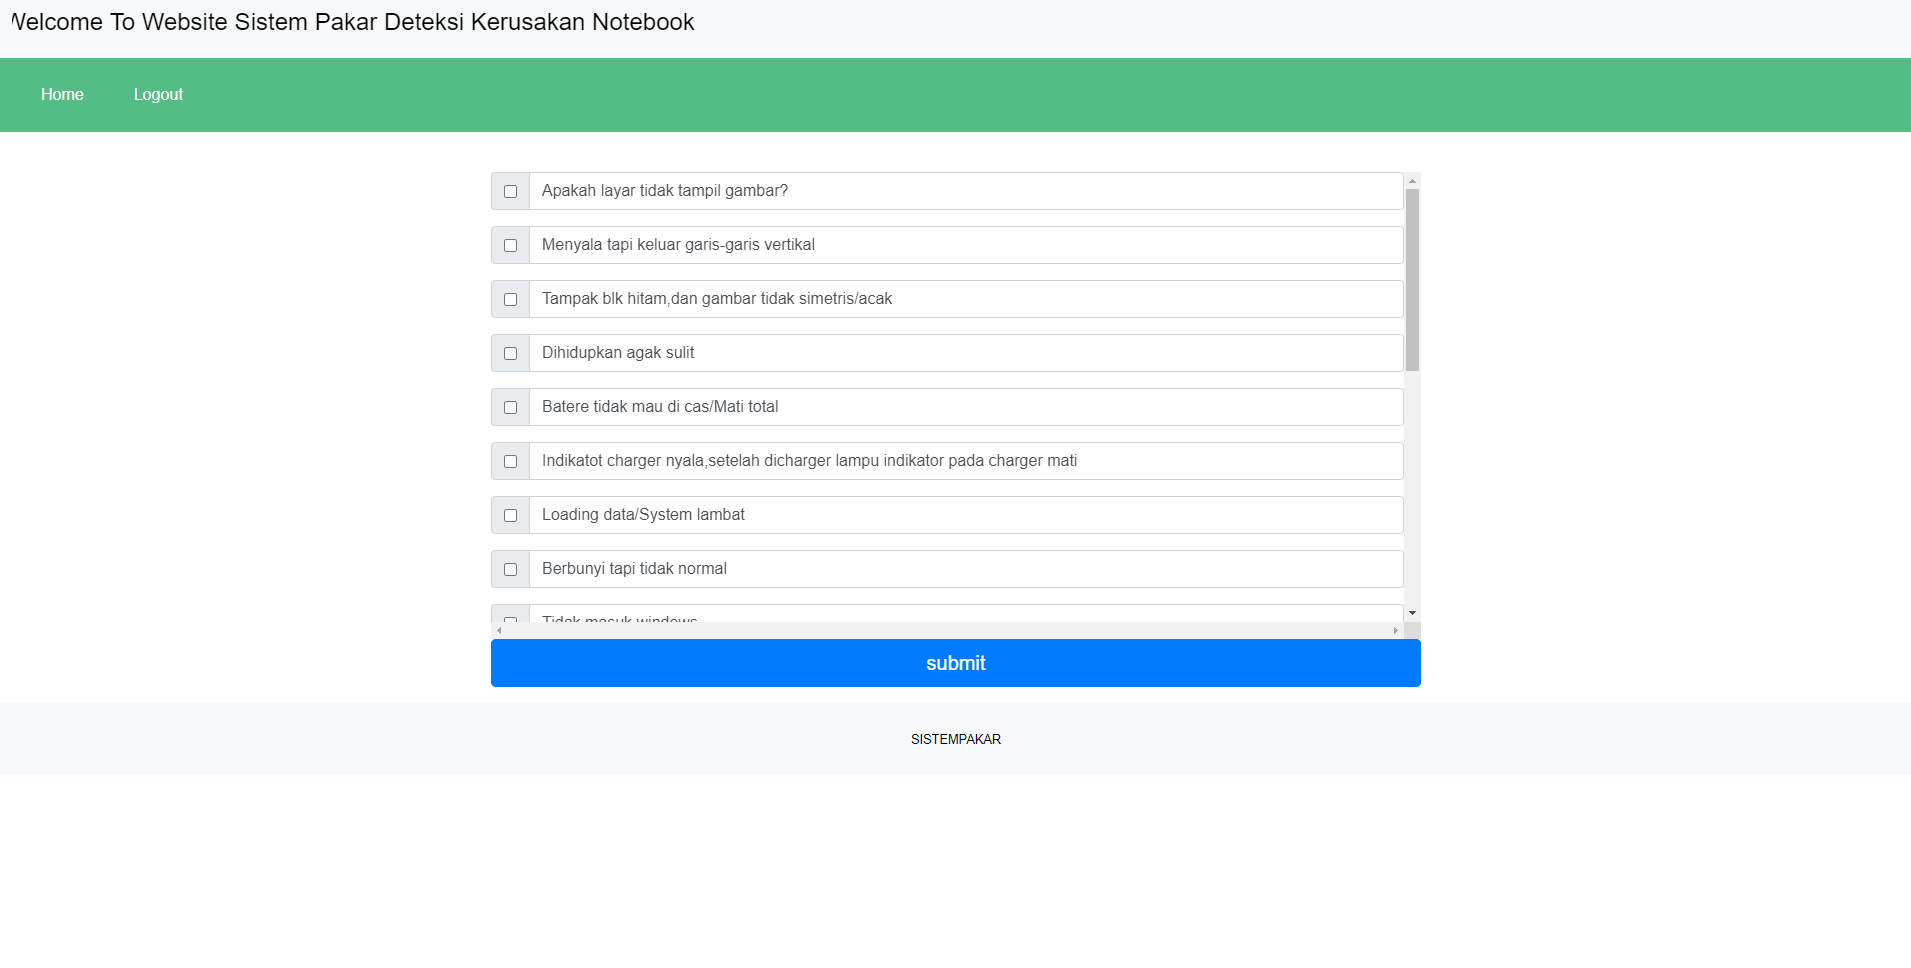 Welcome To Website Sistem Pakar Deteksi Kerusakan Notebook
Home Logout
Apakah layar tidak tampil gambar?
Menyala tapi keluar garis-garis vertikal
Tampak blk hitam,dan gambar tidak simetris/acak
Dihidupkan agak sulit
Batere tidak mau di cas/Mati total
Indikatot charger nyala,setelah dicharger lampu indikator pada charger mati
Loading data/System lambat
Berbunyi tapi tidak normal
Tidak masuk windows
submit
SISTEMPAKAR